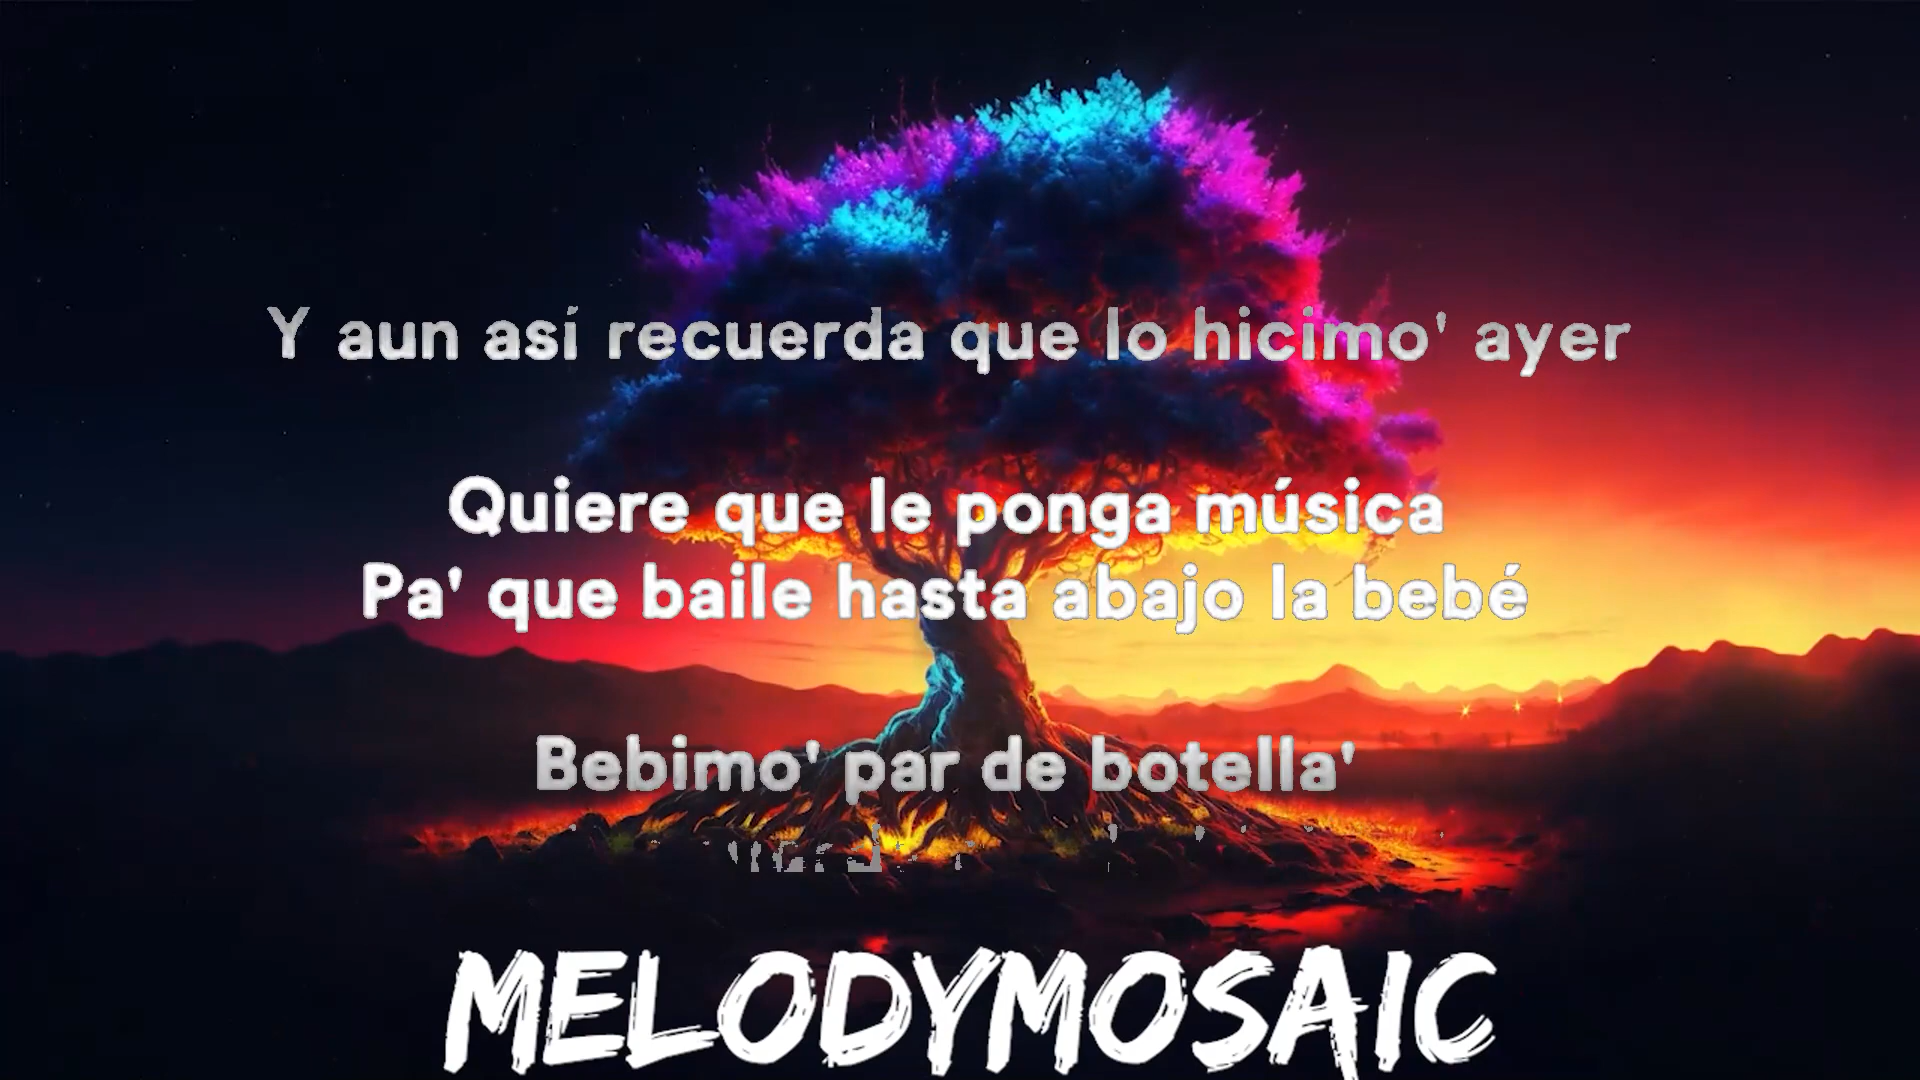 Y aun así recuerda que lo hicimo' ayer
Quiere que le ponga música
Pa' que baile hasta abajo la bebé
Bebimo' par de botella'
MELODYMOSAIC